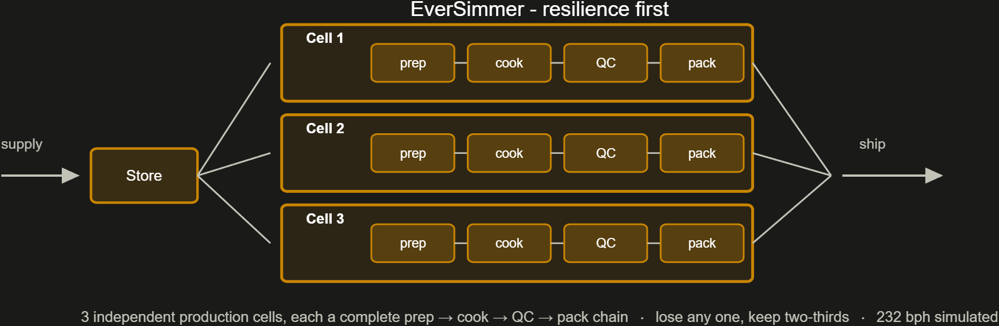 EverSimmer - resilience first
Cell 1
prep
cook
QC
pack
Cell 2
prep
cook
QC
pack
supply
ship
Store
Cell 3
prep
cook
QC
pack
3 independent production cells, each a complete prep → cook → QC → pack chain · lose any one, keep two-thirds · 232 bph simulated